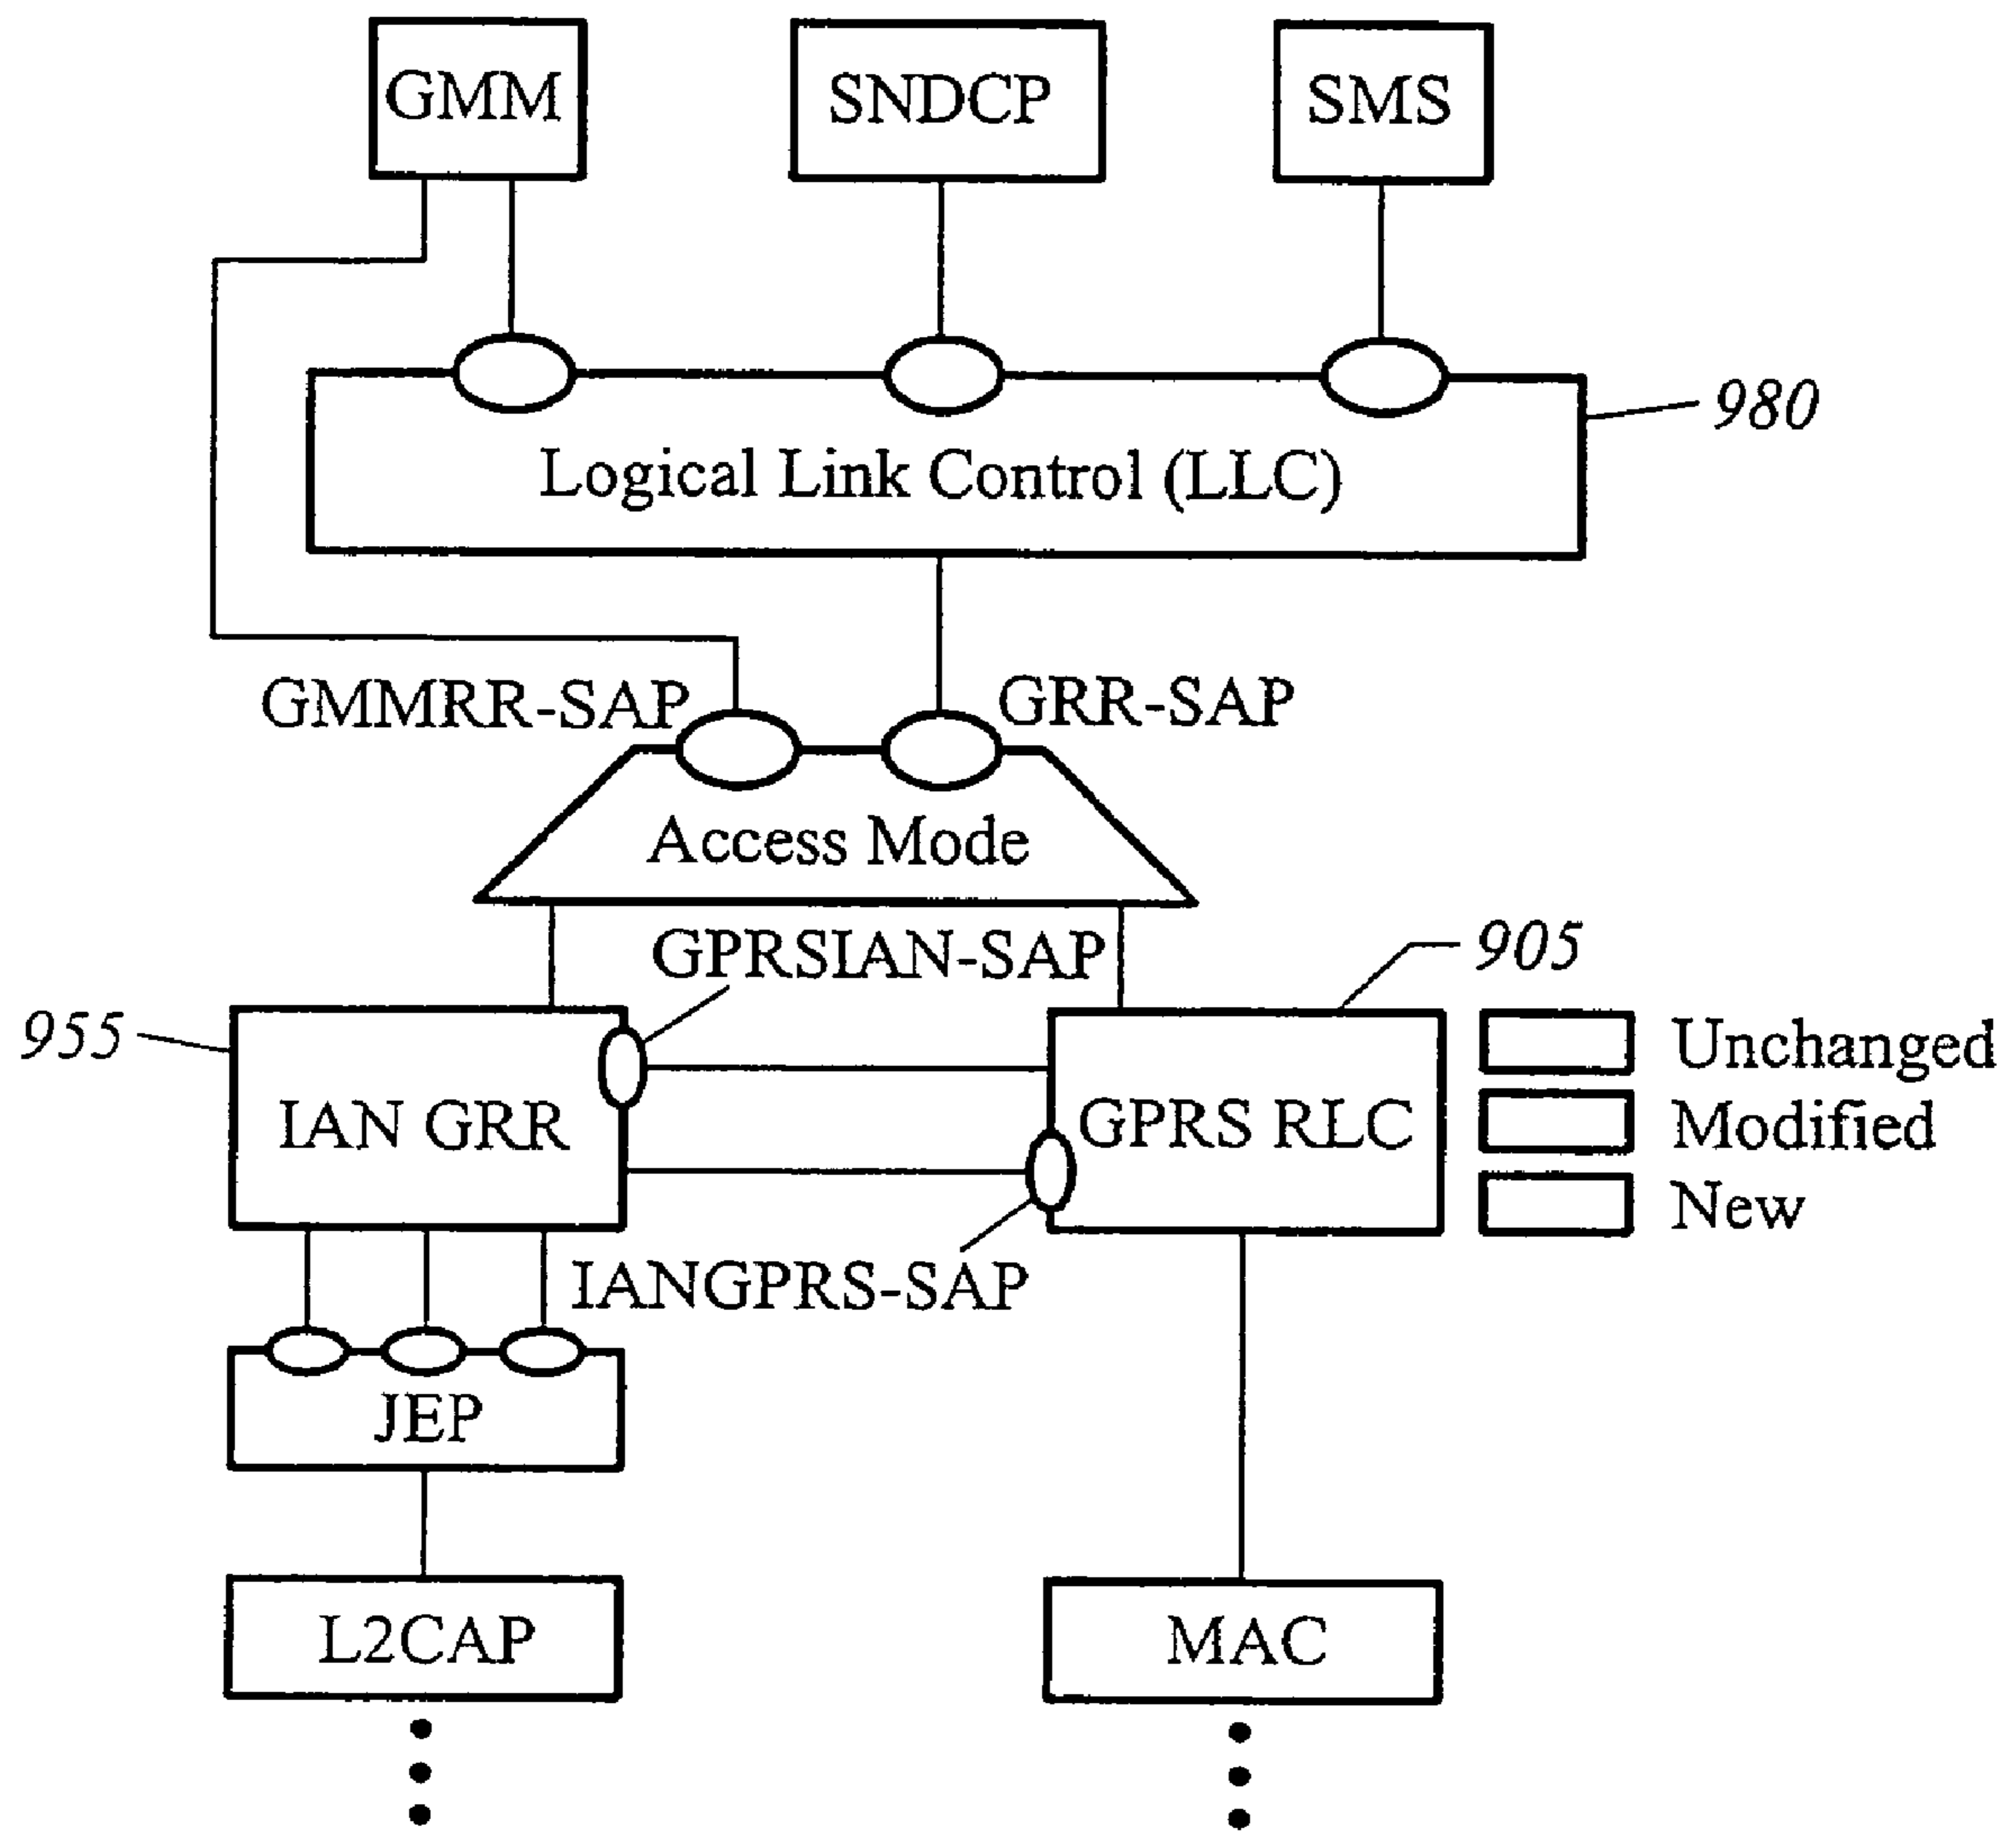 GMM
SNDCP
SMS
980
Logical Link Control (LLC)
GMMRR-SAP
GRR-SAP
Access Mode
GPRSIAN-SAP
905
955
IAN GRR
GPRS RLC
Unchanged
Modified
New
IANGPRS-SAP
JEP
L2CAP
MAC